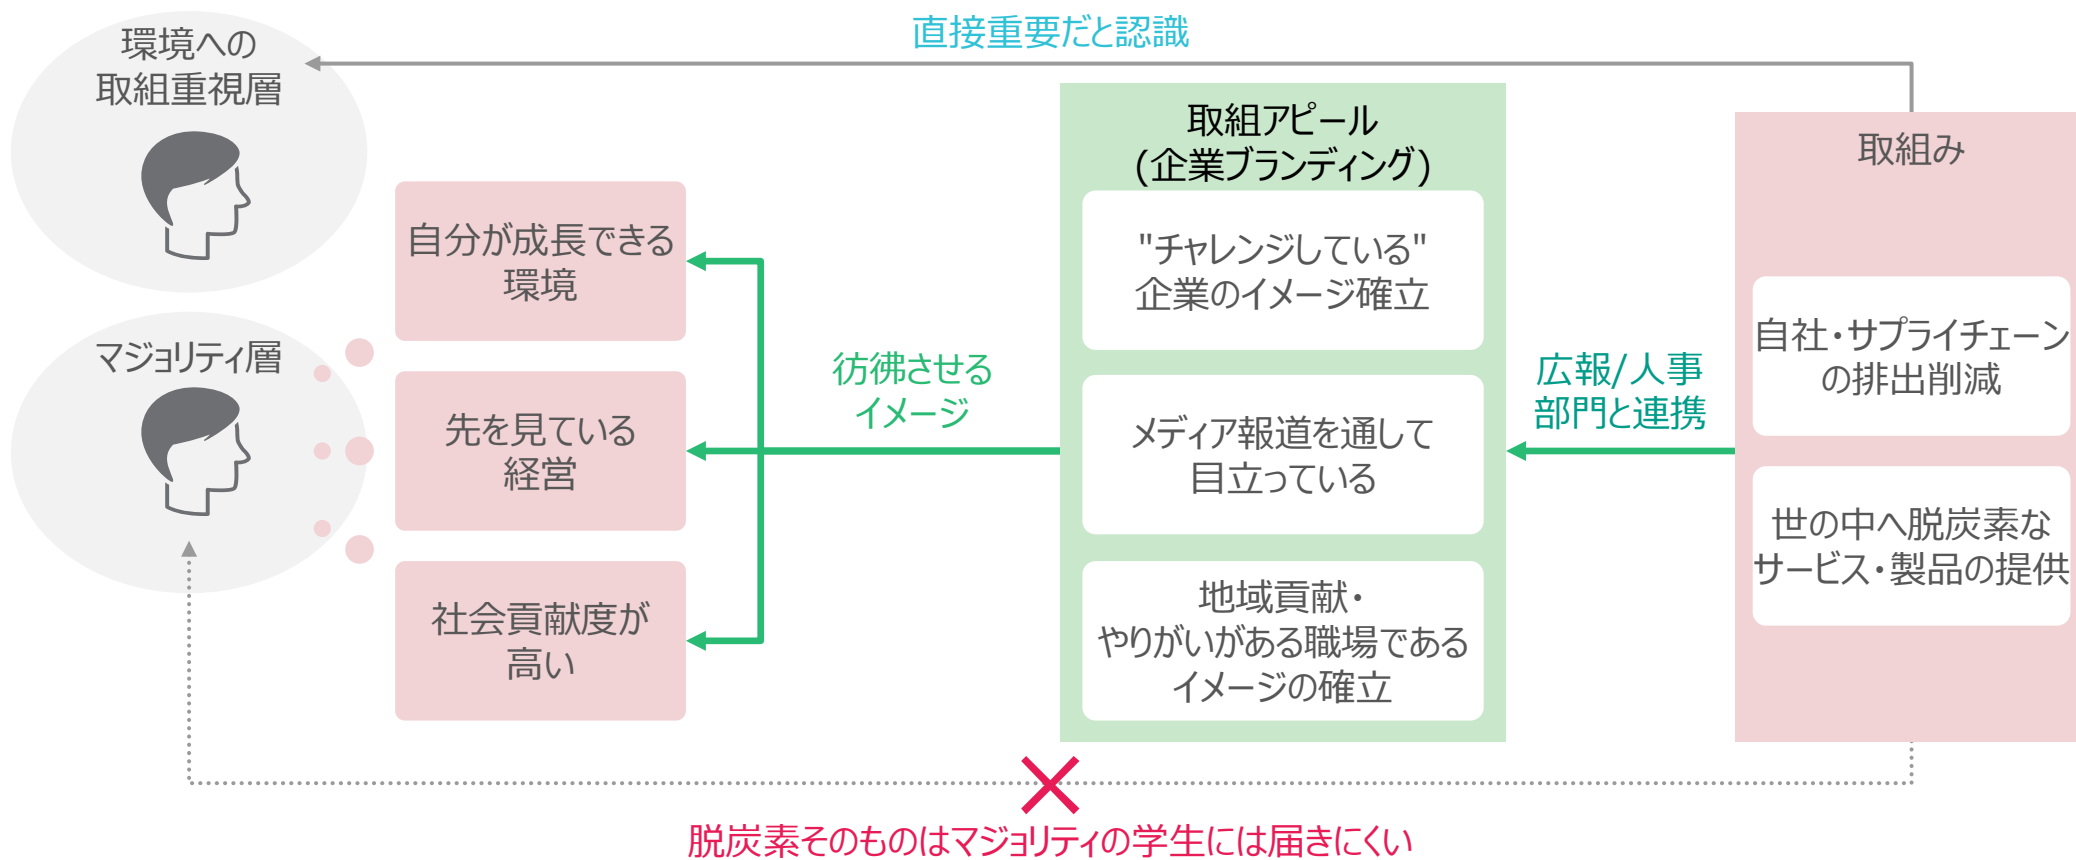 直接重要だと認識
環境への
取組重視層
取組アピール
(企業ブランディング)
取組み
自分が成長できる
環境
"チャレンジしている"
企業のイメージ確立
自社・サプライチェーン
の排出削減
マジョリティ層
彷彿させる
イメージ
広報/人事
部門と連携
先を見ている
経営
メディア報道を通して
目立っている
世の中へ脱炭素な
サービス・製品の提供
社会貢献度が
高い
地域貢献・
やりがいがある職場である
イメージの確立
脱炭素そのものはマジョリティの学生には届きにくい